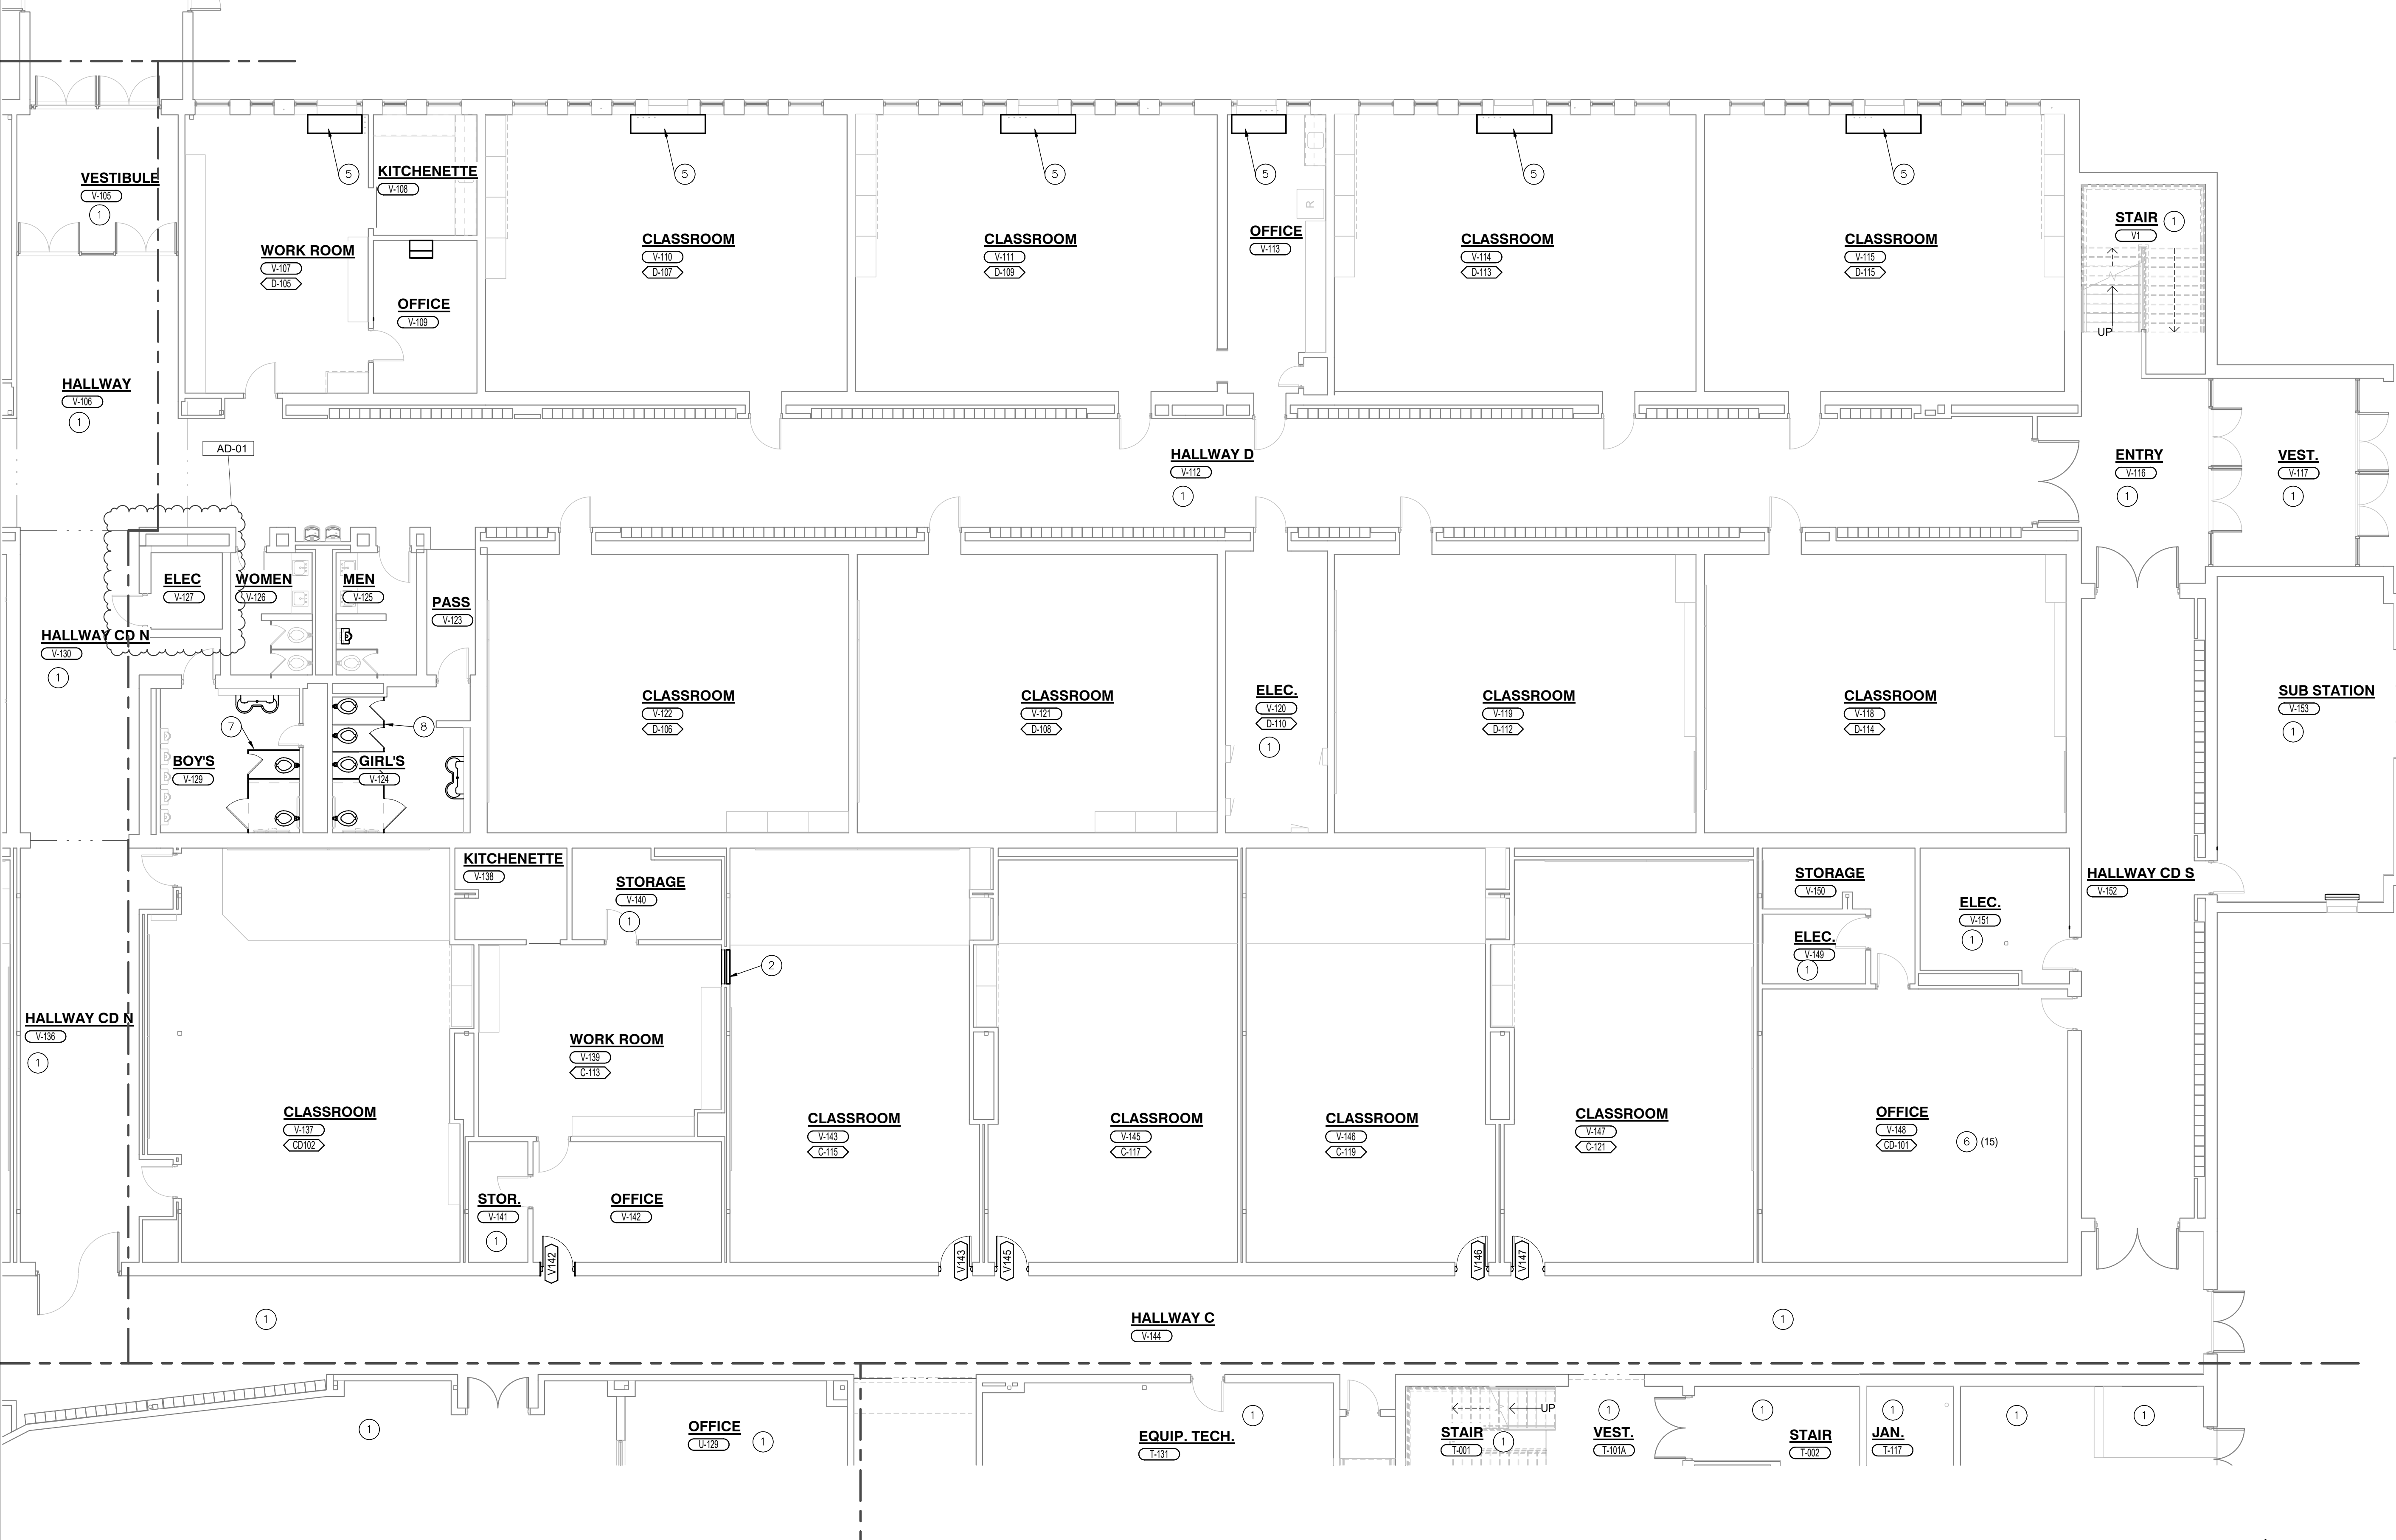 VESTIBULE
V-105
1
WORK ROOM
V-107
D-105
5
KITCHENETTE
V-108
OFFICE
V-109
CLASSROOM
V-110
D-107
5
CLASSROOM
V-111
D-109
5
OFFICE
V-113
5
R
CLASSROOM
V-114
D-113
5
CLASSROOM
V-115
D-115
5
STAIR
V1
1
UP
HALLWAY
V-106
1
AD-01
HALLWAY D
V-112
1
ENTRY
V-116
1
VEST.
V-117
1
ELEC
V-127
WOMEN
V-126
MEN
V-125
PASS
V-123
HALLWAY CD N
V-130
1
7
BOY'S
V-129
8
GIRL'S
V-124
CLASSROOM
V-122
D-106
CLASSROOM
V-121
D-108
ELEC.
V-120
D-110
1
CLASSROOM
V-119
D-112
CLASSROOM
V-118
D-114
SUB STATION
V-153
1
KITCHENETTE
V-138
STORAGE
V-140
1
2
STORAGE
V-150
ELEC.
V-149
1
ELEC.
V-151
1
HALLWAY CD S
V-152
HALLWAY CD N
V-136
1
CLASSROOM
V-137
CD102
WORK ROOM
V-139
C-113
CLASSROOM
V-143
C-115
CLASSROOM
V-145
C-117
CLASSROOM
V-146
C-119
CLASSROOM
V-147
C-121
OFFICE
V-148
CD-101
6 (15)
STOR.
V-141
1
OFFICE
V-142
V142
V143
V145
V146
V147
1
HALLWAY C
V-144
1
1
OFFICE
U-129
1
EQUIP. TECH.
T-131
1
STAIR
T-001
1
UP
VEST.
T-101A
1
1
STAIR
T-002
1
JAN.
T-117
1
1